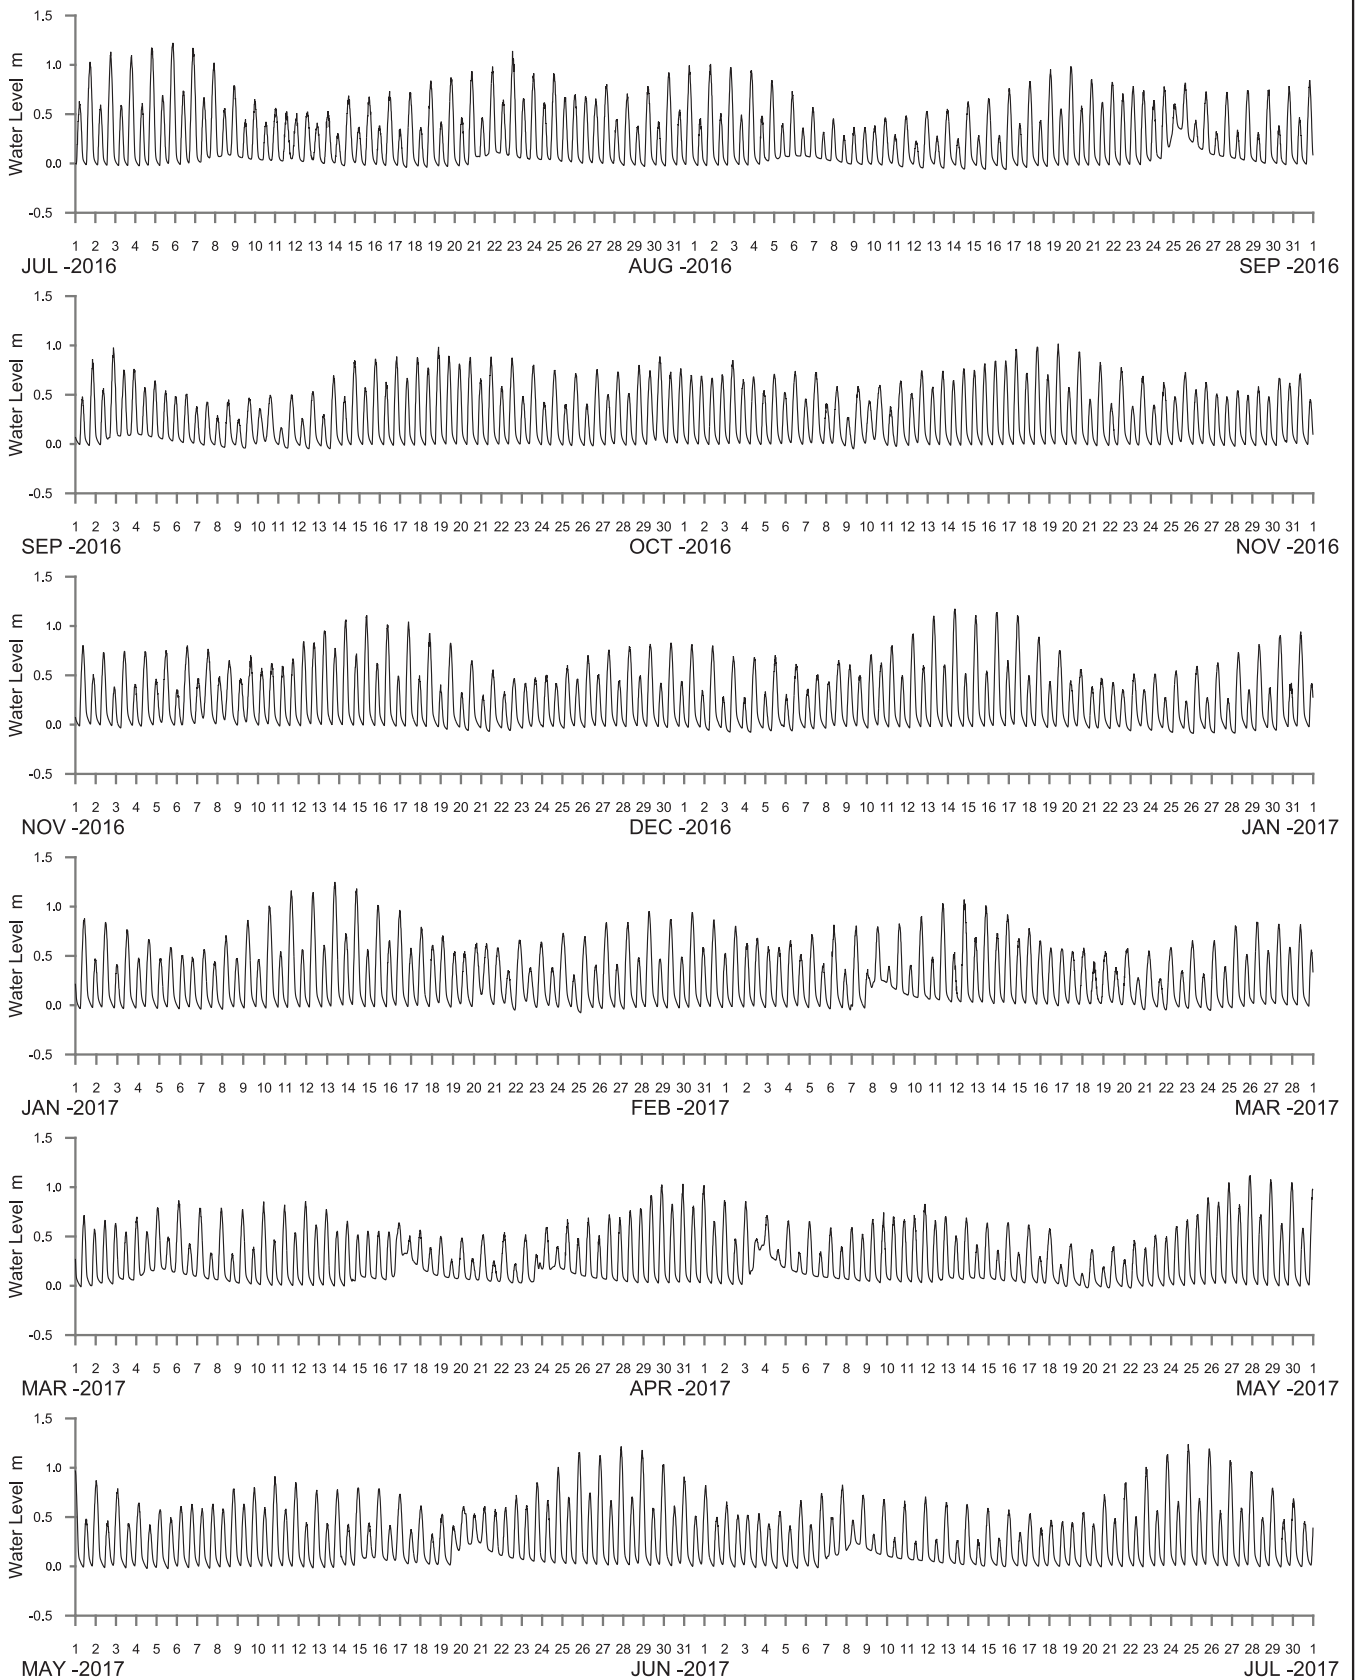 1.5
1.0
0.5
0.0
-0.5
Water Level m
1 2 3 4 5 6 7 8 9 10 11 12 13 14 15 16 17 18 19 20 21 22 23 24 25 26 27 28 29 30 31 1 2 3 4 5 6 7 8 9 10 11 12 13 14 15 16 17 18 19 20 21 22 23 24 25 26 27 28 29 30 31 1
JUL -2016 AUG -2016 SEP -2016
1.5
1.0
0.5
0.0
-0.5
Water Level m
1 2 3 4 5 6 7 8 9 10 11 12 13 14 15 16 17 18 19 20 21 22 23 24 25 26 27 28 29 30 1 2 3 4 5 6 7 8 9 10 11 12 13 14 15 16 17 18 19 20 21 22 23 24 25 26 27 28 29 30 31 1
SEP -2016 OCT -2016 NOV -2016
1.5
1.0
0.5
0.0
-0.5
Water Level m
1 2 3 4 5 6 7 8 9 10 11 12 13 14 15 16 17 18 19 20 21 22 23 24 25 26 27 28 29 30 1 2 3 4 5 6 7 8 9 10 11 12 13 14 15 16 17 18 19 20 21 22 23 24 25 26 27 28 29 30 31 1
NOV -2016 DEC -2016 JAN -2017
1.5
1.0
0.5
0.0
-0.5
Water Level m
1 2 3 4 5 6 7 8 9 10 11 12 13 14 15 16 17 18 19 20 21 22 23 24 25 26 27 28 29 30 31 1 2 3 4 5 6 7 8 9 10 11 12 13 14 15 16 17 18 19 20 21 22 23 24 25 26 27 28 1
JAN -2017 FEB -2017 MAR -2017
1.5
1.0
0.5
0.0
-0.5
Water Level m
1 2 3 4 5 6 7 8 9 10 11 12 13 14 15 16 17 18 19 20 21 22 23 24 25 26 27 28 29 30 31 1 2 3 4 5 6 7 8 9 10 11 12 13 14 15 16 17 18 19 20 21 22 23 24 25 26 27 28 29 30 1
MAR -2017 APR -2017 MAY -2017
1.5
1.0
0.5
0.0
-0.5
Water Level m
1 2 3 4 5 6 7 8 9 10 11 12 13 14 15 16 17 18 19 20 21 22 23 24 25 26 27 28 29 30 31 1 2 3 4 5 6 7 8 9 10 11 12 13 14 15 16 17 18 19 20 21 22 23 24 25 26 27 28 29 30 1
MAY -2017 JUN -2017 JUL -2017